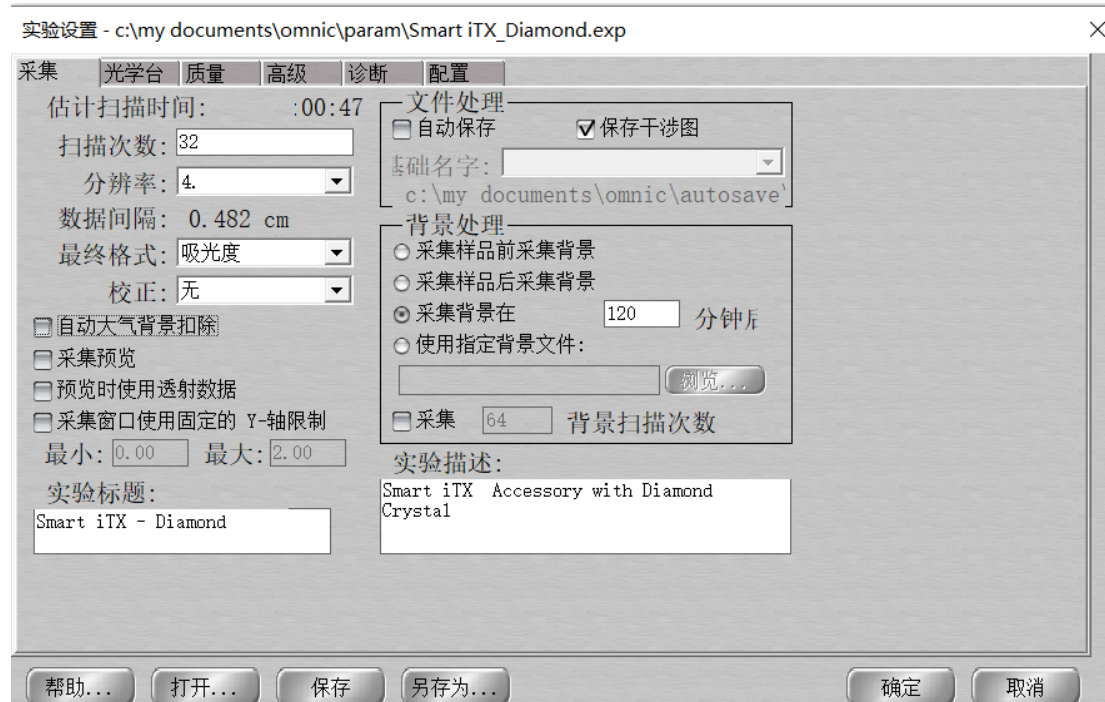 实验设置 - c:\my documents\omnic\param\Smart iTX_Diamond.exp
采集 光学台 质量 高级 诊断 配置
估计扫描时间: :00:47
扫描次数: 32
分辨率: 4.
数据间隔: 0.482 cm
最终格式: 吸光度
校正: 无
自动大气背景扣除
采集预览
预览时使用透射数据
采集窗口使用固定的 Y-轴限制
最小: 0.00 最大: 2.00
实验标题:
Smart iTX - Diamond
文件处理
自动保存 保存干涉图
基础名字:
c:\my documents\omnic\autosave\
背景处理
采集样品前采集背景
采集样品后采集背景
采集背景在 120 分钟后
使用指定背景文件:
浏览...
采集 64 背景扫描次数
实验描述:
Smart iTX Accessory with Diamond
Crystal
帮助... 打开... 保存 另存为... 确定 取消